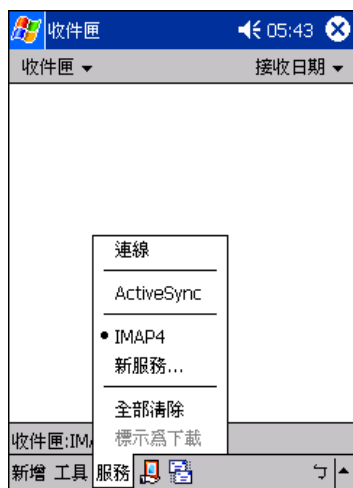 收件匣 05:43
收件匣 接收日期
連線
ActiveSync
IMAP4
新服務...
全部清除
標示為下載
收件匣:IM
新增 工具 服務 ㄅ